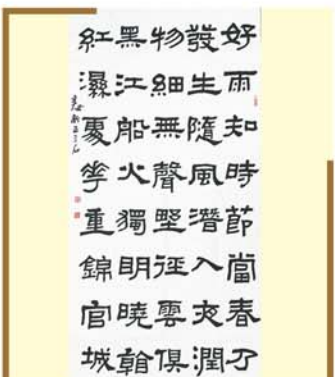 好雨知時節當春乃
發生隨風潛入夜潤
物細無聲野徑雲俱
黑江船火獨明曉
紅濕處花重錦官城